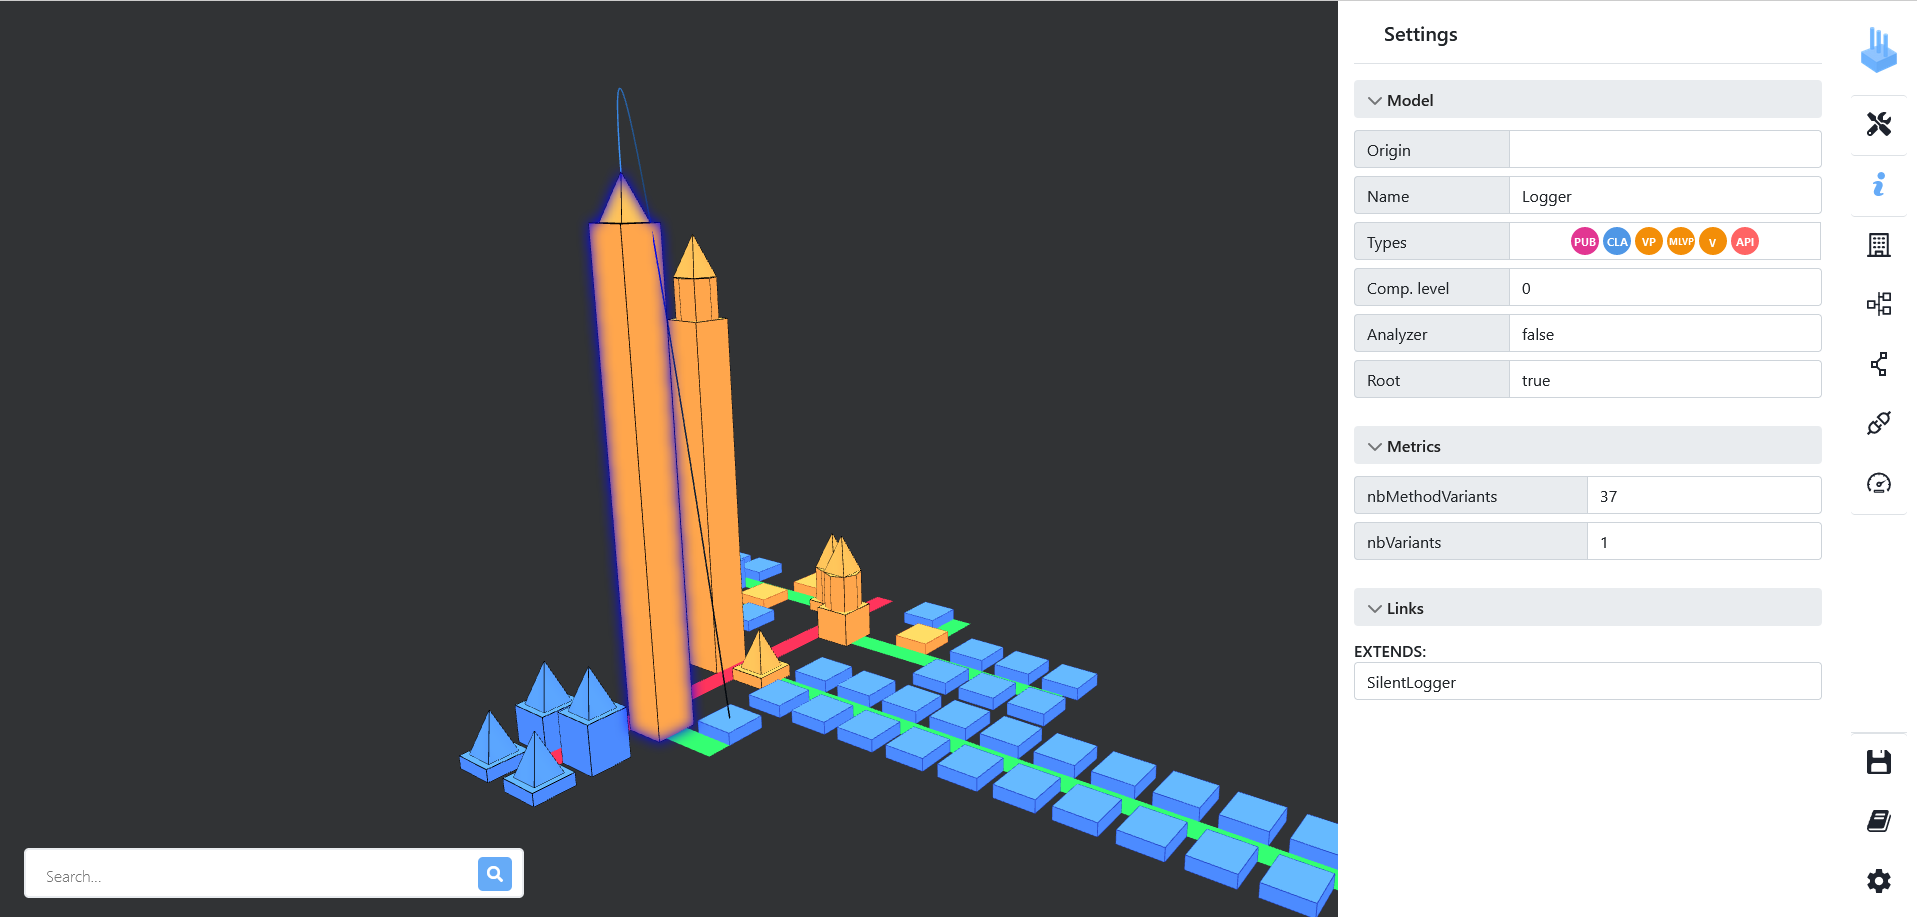 Settings
Model
Origin
Name Logger
Types PUB CLA VP MLVP V API
Comp. level 0
Analyzer false
Root true
Metrics
nbMethodVariants 37
nbVariants 1
Links
EXTENDS:
SilentLogger
Search...